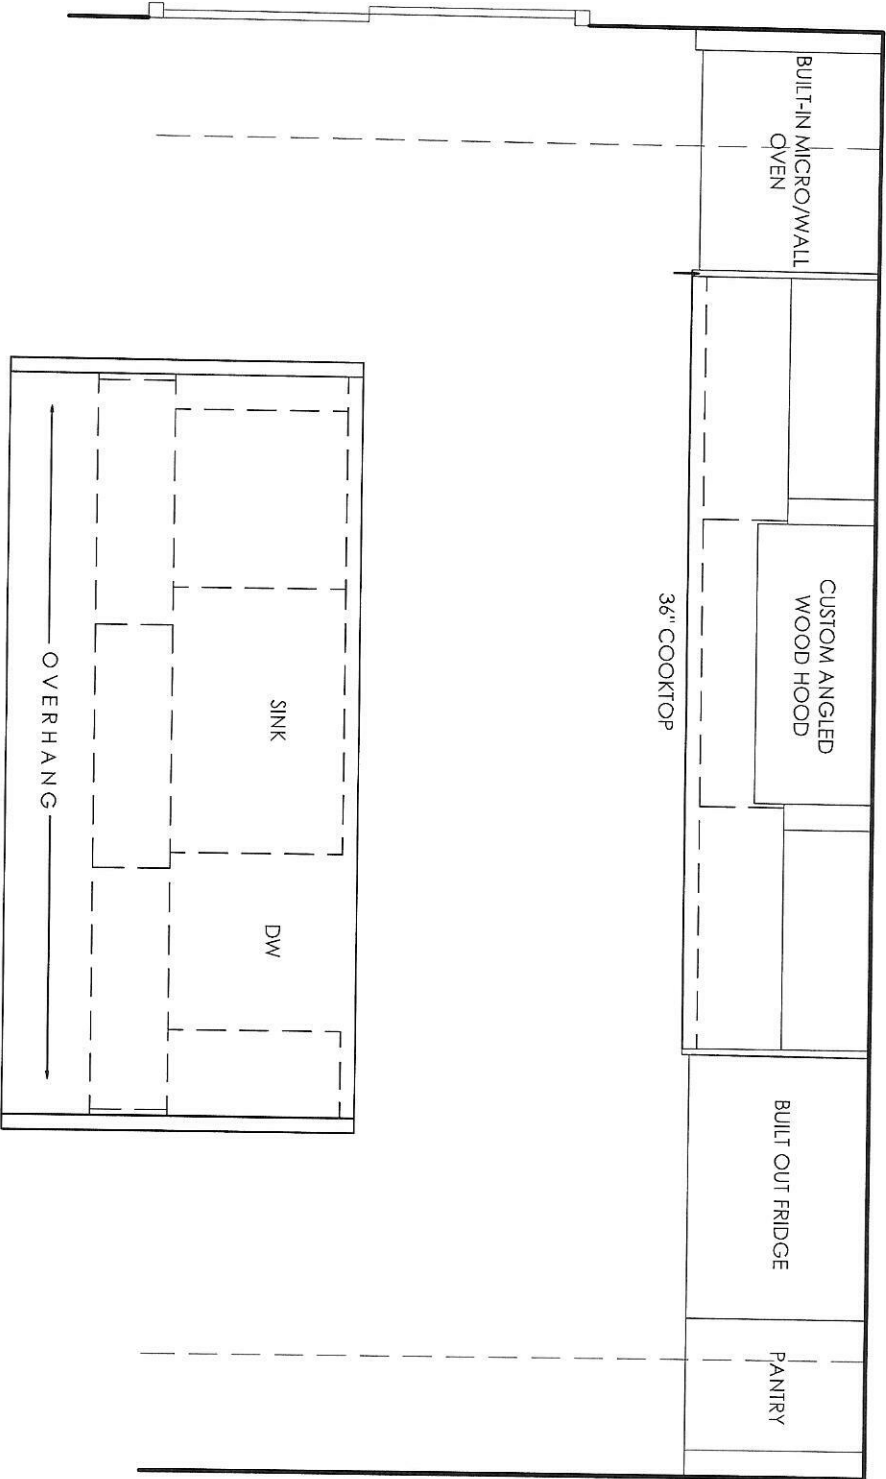 BUILT-IN MICRO/WALL
OVEN
CUSTOM ANGLED
WOOD HOOD
36" COOKTOP
BUILT OUT FRIDGE
PANTRY
SINK
DW
OVERHANG